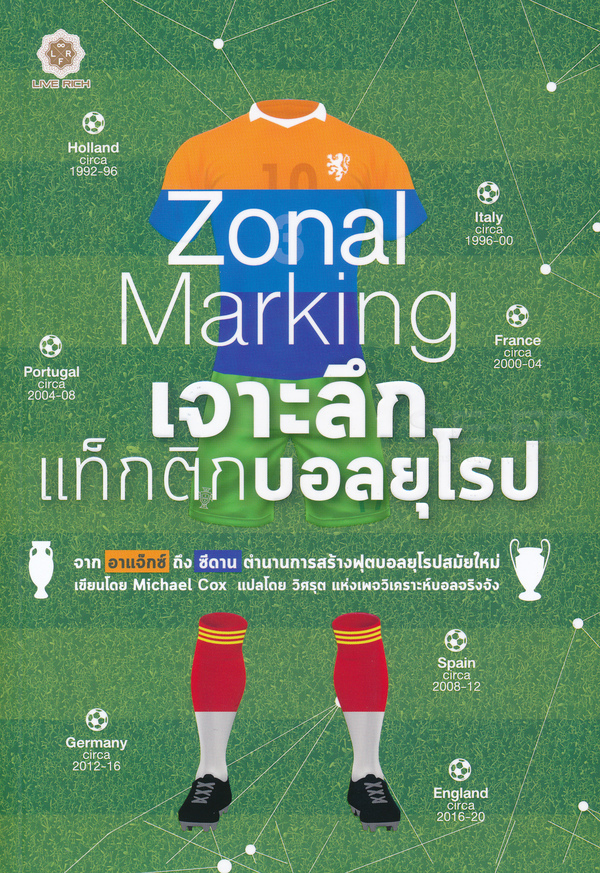 L R
F
LIVE RICH
Holland
circa
1992-96
10
Italy
circa
1996-00
Zonal
3
Marking
France
circa
2000-04
Portugal
circa
2004-08
เจาะลึก
แท็กติกบอลยุโรป
จาก อาแจ็กซ์ ถึง ซีดาน ตำนานการสร้างฟุตบอลยุโรปสมัยใหม่
เขียนโดย Michael Cox แปลโดย วิศรุต แห่งเพจวิเคราะห์บอลจริงจัง
Spain
circa
2008-12
Germany
circa
2012-16
England
circa
2016-20